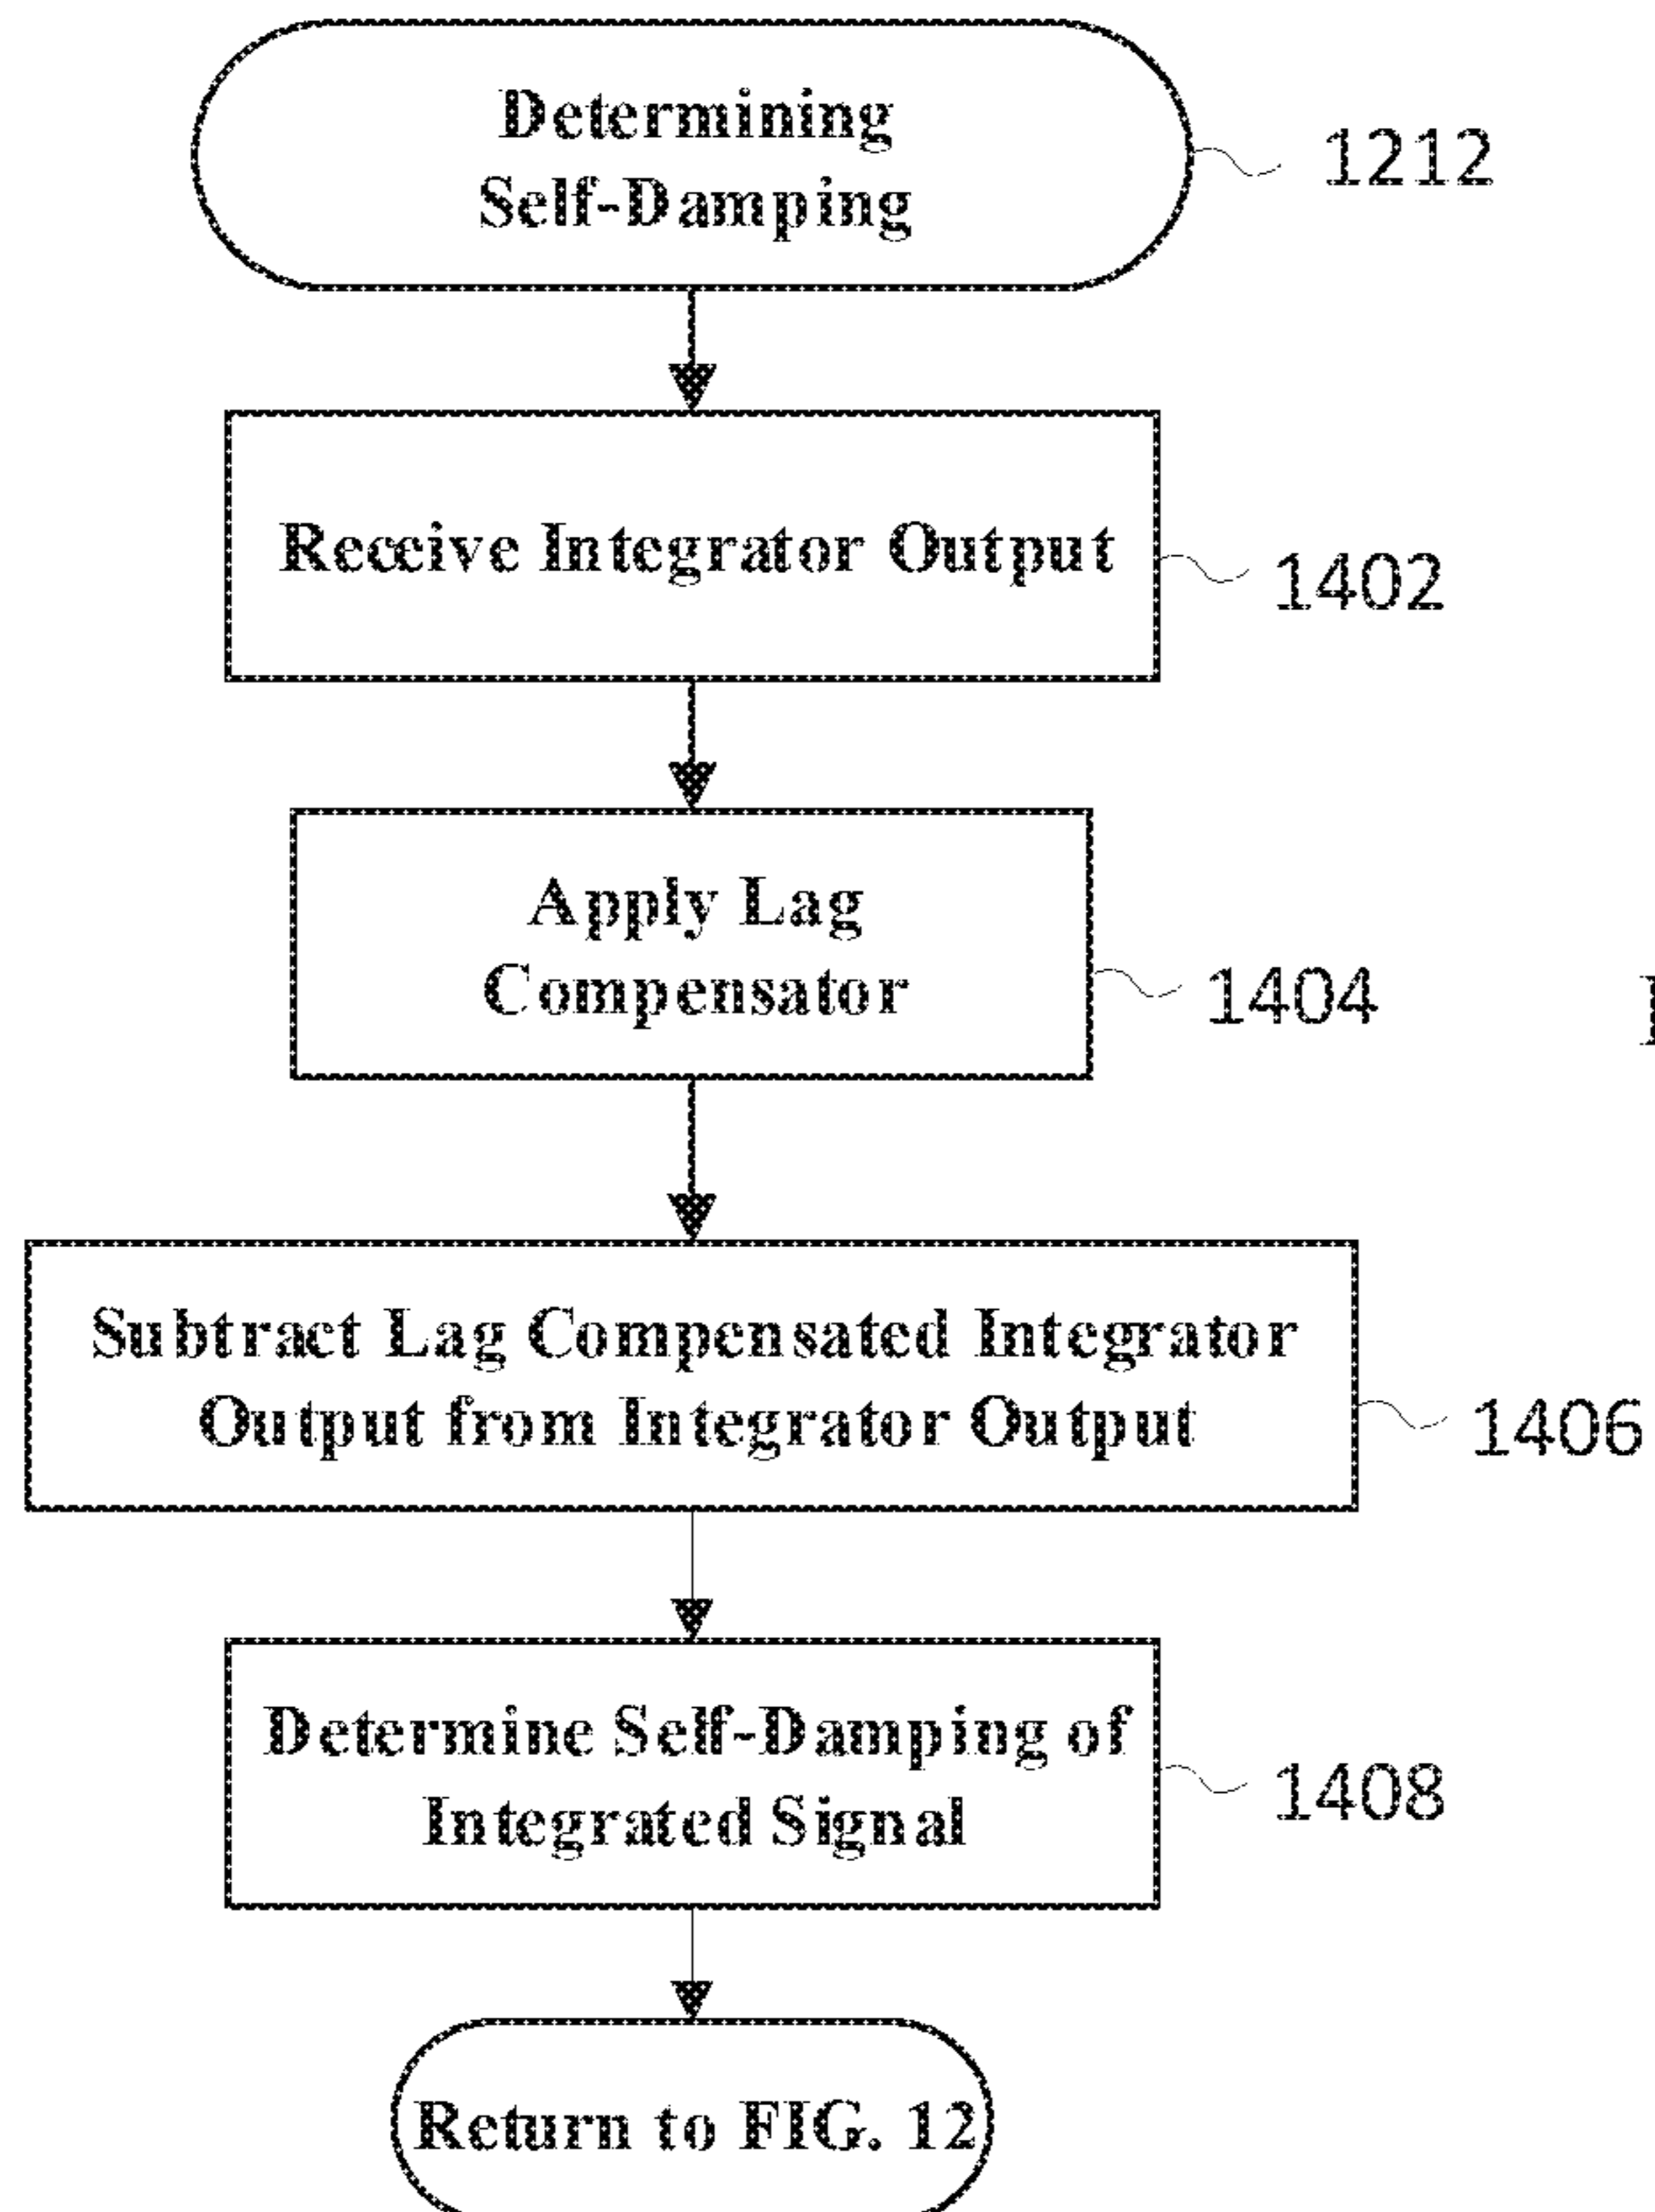 Determining
Self-Damping
1212
Receive Integrator Output
1402
Apply Lag
Compensator
1404
Subtract Lag Compensated Integrator
Output from Integrator Output
1406
Determine Self-Damping of
Integrated Signal
1408
Return to FIG. 12